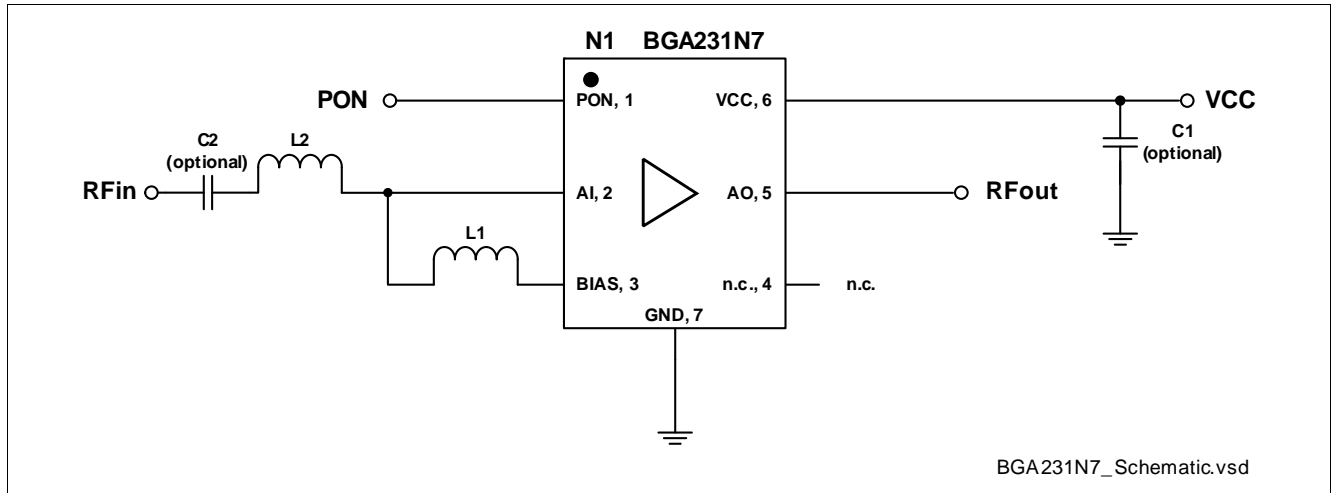 N1 BGA231N7
PON
PON, 1
VCC, 6
VCC
C2
(optional)
L2
C1
(optional)
RFin
AI, 2
AO, 5
RFout
L1
BIAS, 3
n.c., 4
n.c.
GND, 7
BGA231N7_Schematic.vsd